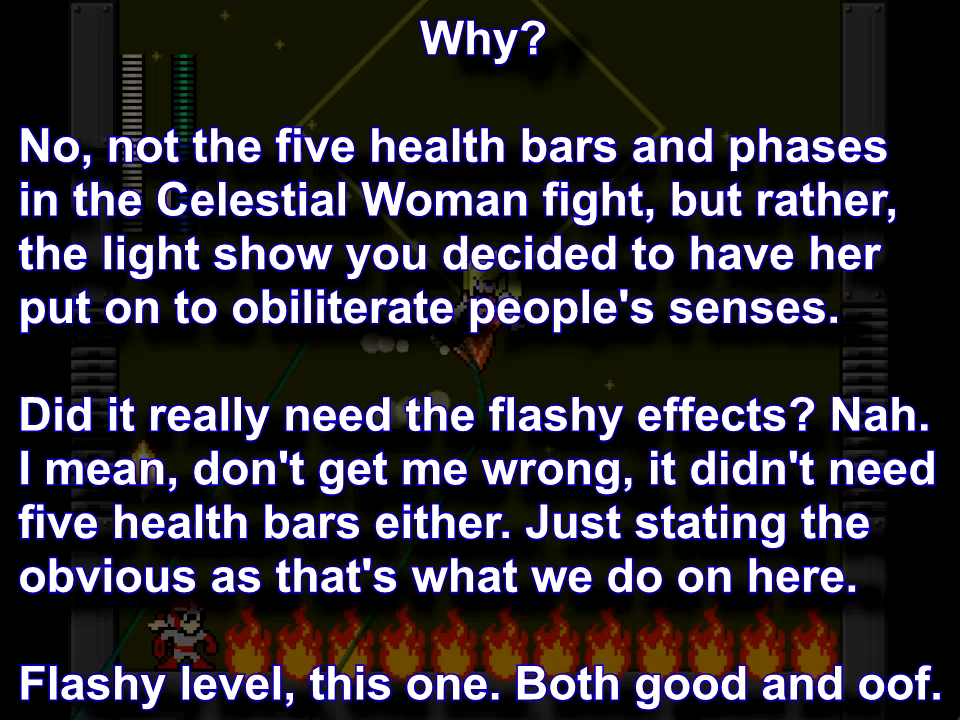 Why?
No, not the five health bars and phases
in the Celestial Woman fight, but rather,
the light show you decided to have her
put on to obiliterate people's senses.
Did it really need the flashy effects? Nah.
I mean, don't get me wrong, it didn't need
five health bars either. Just stating the
obvious as that's what we do on here.
Flashy level, this one. Both good and oof.